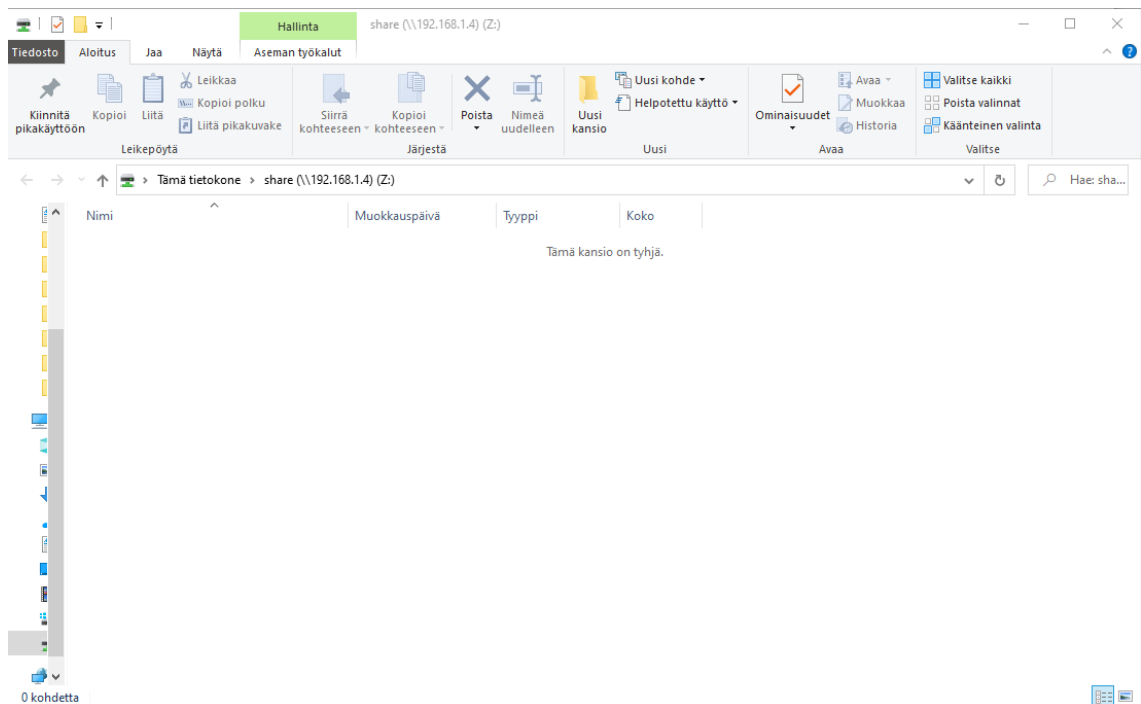 Hallinta
share (\\192.168.1.4) (Z:)
Tiedosto
Aloitus
Jaa
Näytä
Aseman työkalut
Kiinnitä
pikakäyttöön
Kopioi
Liitä
Leikkaa
Kopioi polku
Liitä pikakuvake
Leikepöytä
Siirrä
kohteeseen
Kopioi
kohteeseen
Poista
Nimeä
uudelleen
Järjestä
Uusi
kansio
Uusi kohde
Helpotettu käyttö
Uusi
Ominaisuudet
Avaa
Muokkaa
Historia
Avaa
Valitse kaikki
Poista valinnat
Käänteinen valinta
Valitse
Tämä tietokone
share (\\192.168.1.4) (Z:)
Hae: sha...
Nimi
Muokkauspäivä
Tyyppi
Koko
Tämä kansio on tyhjä.
0 kohdetta